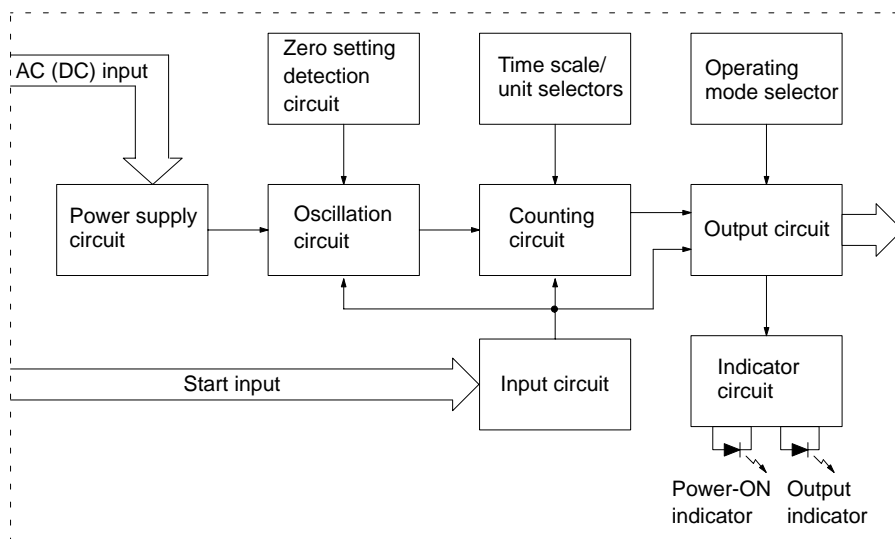 AC (DC) input
Zero setting
detection
circuit
Time scale/
unit selectors
Operating
mode selector
Power supply
circuit
Oscillation
circuit
Counting
circuit
Output circuit
Start input
Input circuit
Indicator
circuit
Power-ON
indicator
Output
indicator